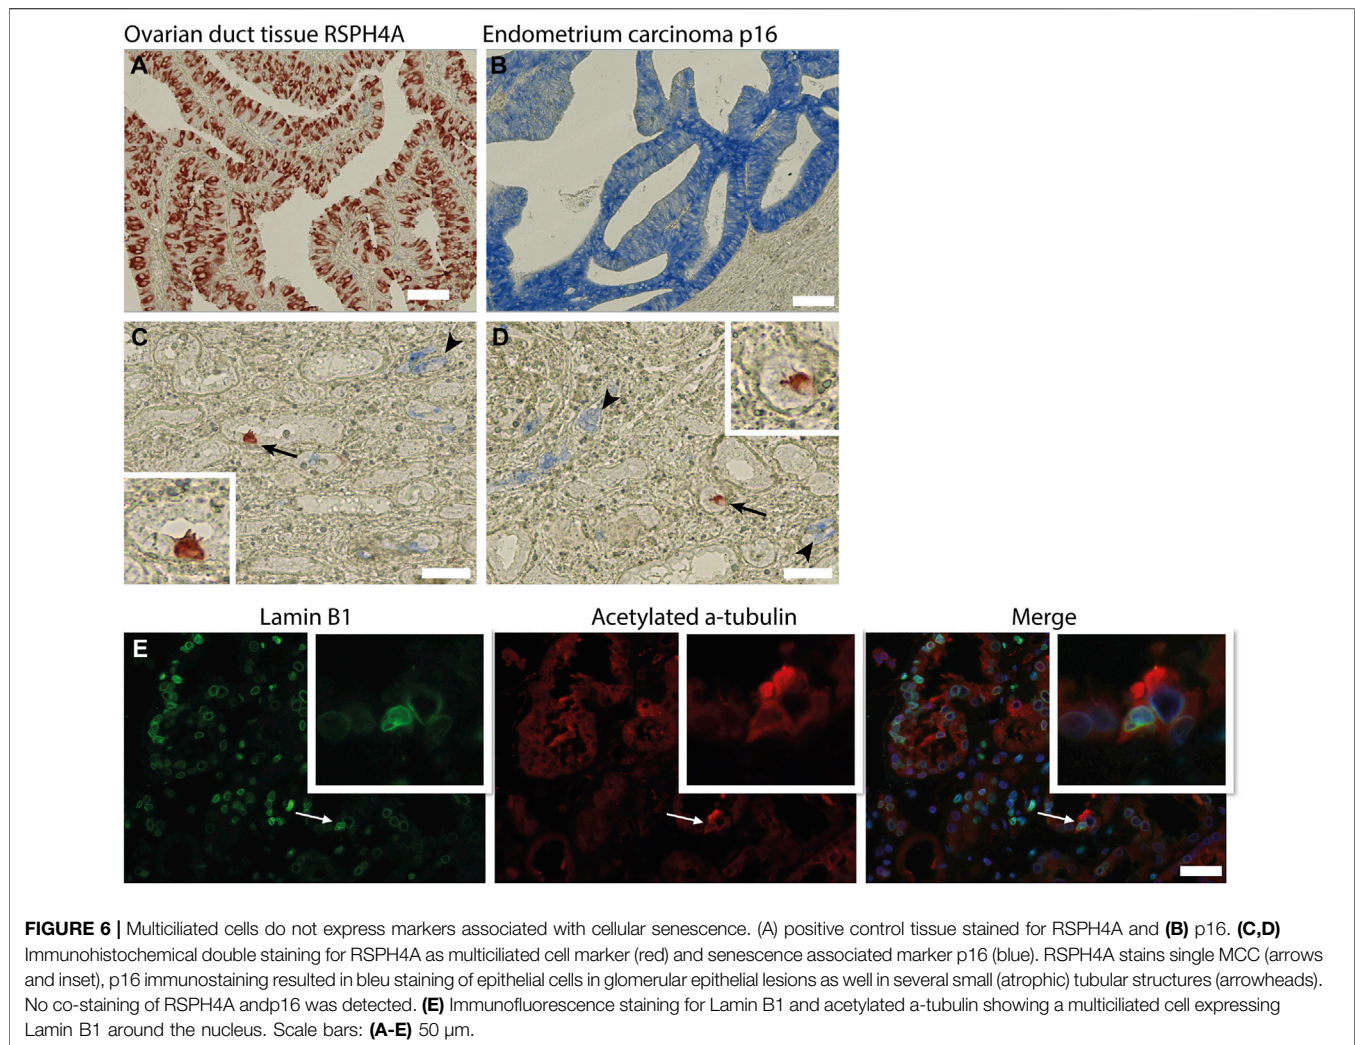 Ovarian duct tissue RSPH4A
Endometrium carcinoma p16
A
B
C
D
Lamin B1
Acetylated a-tubulin
Merge
E
FIGURE 6 | Multiciliated cells do not express markers associated with cellular senescence. (A) positive control tissue stained for RSPH4A and (B) p16. (C,D)
Immunohistochemical double staining for RSPH4A as multiciliated cell marker (red) and senescence associated marker p16 (blue). RSPH4A stains single MCC (arrows
and inset), p16 immunostaining resulted in bleu staining of epithelial cells in glomerular epithelial lesions as well in several small (atrophic) tubular structures (arrowheads).
No co-staining of RSPH4A andp16 was detected. (E) Immunofluorescence staining for Lamin B1 and acetylated a-tubulin showing a multiciliated cell expressing
Lamin B1 around the nucleus. Scale bars: (A-E) 50 µm.